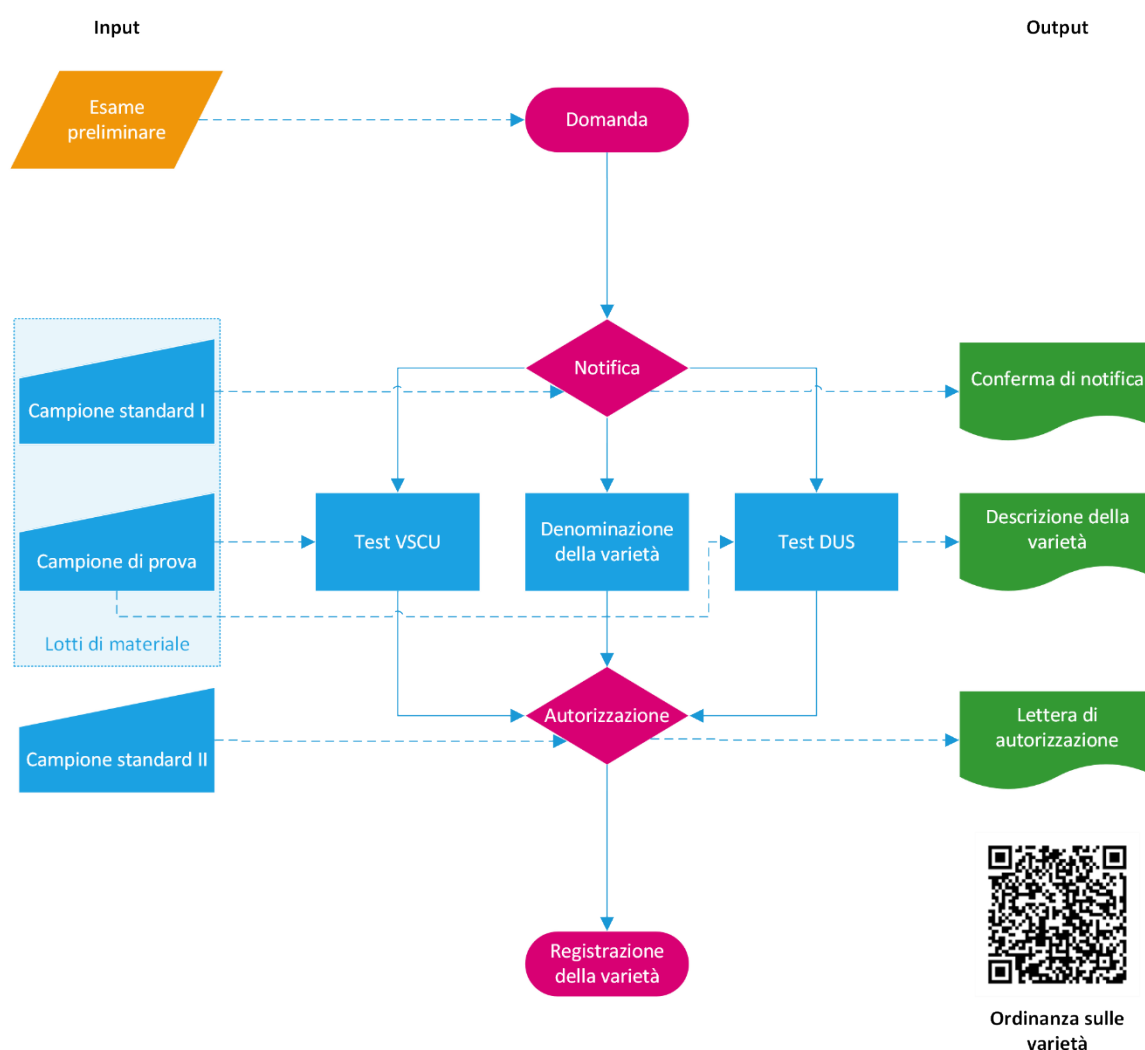 Input
Output
Esame
preliminare
Domanda
Notifica
Campione standard I
Conferma di notifica
Campione di prova
Test VSCU
Denominazione
della varietà
Test DUS
Descrizione della
varietà
Lotti di materiale
Campione standard II
Autorizzazione
Lettera di
autorizzazione
Registrazione
della varietà
Ordinanza sulle
varietà